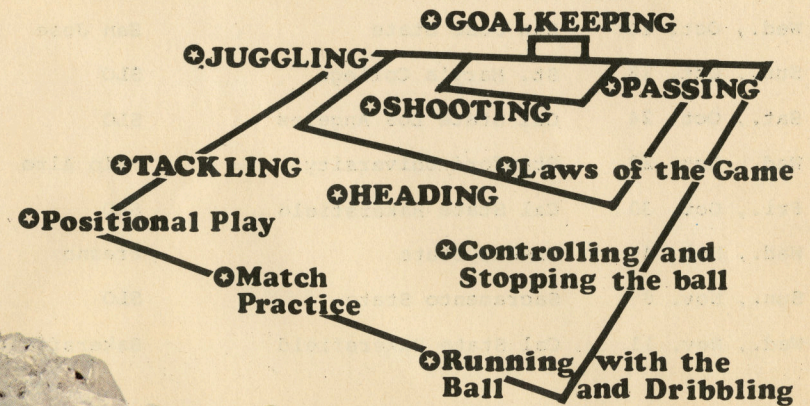 ✪GOALKEEPING
✪JUGGLING
✪PASSING
✪SHOOTING
✪TACKLING
✪Laws of the Game
✪HEADING
✪Positional Play
✪Controlling and
Stopping the ball
✪Match
Practice
✪Running with the
Ball and Dribbling